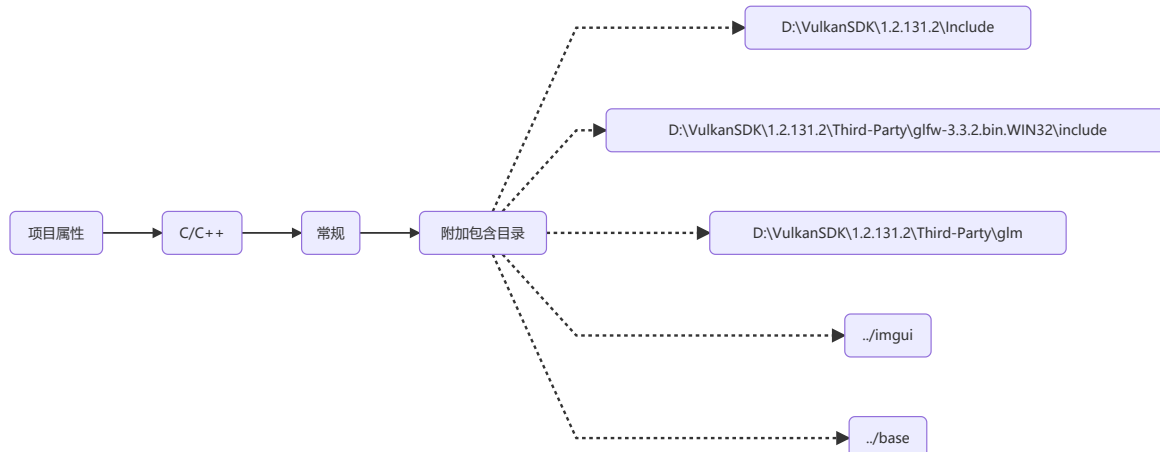 D:\VulkanSDK\1.2.131.2\Include
D:\VulkanSDK\1.2.131.2\Third-Party\glfw-3.3.2.bin.WIN32\include
项目属性
C/C++
常规
附加包含目录
D:\VulkanSDK\1.2.131.2\Third-Party\glm
../imgui
../base